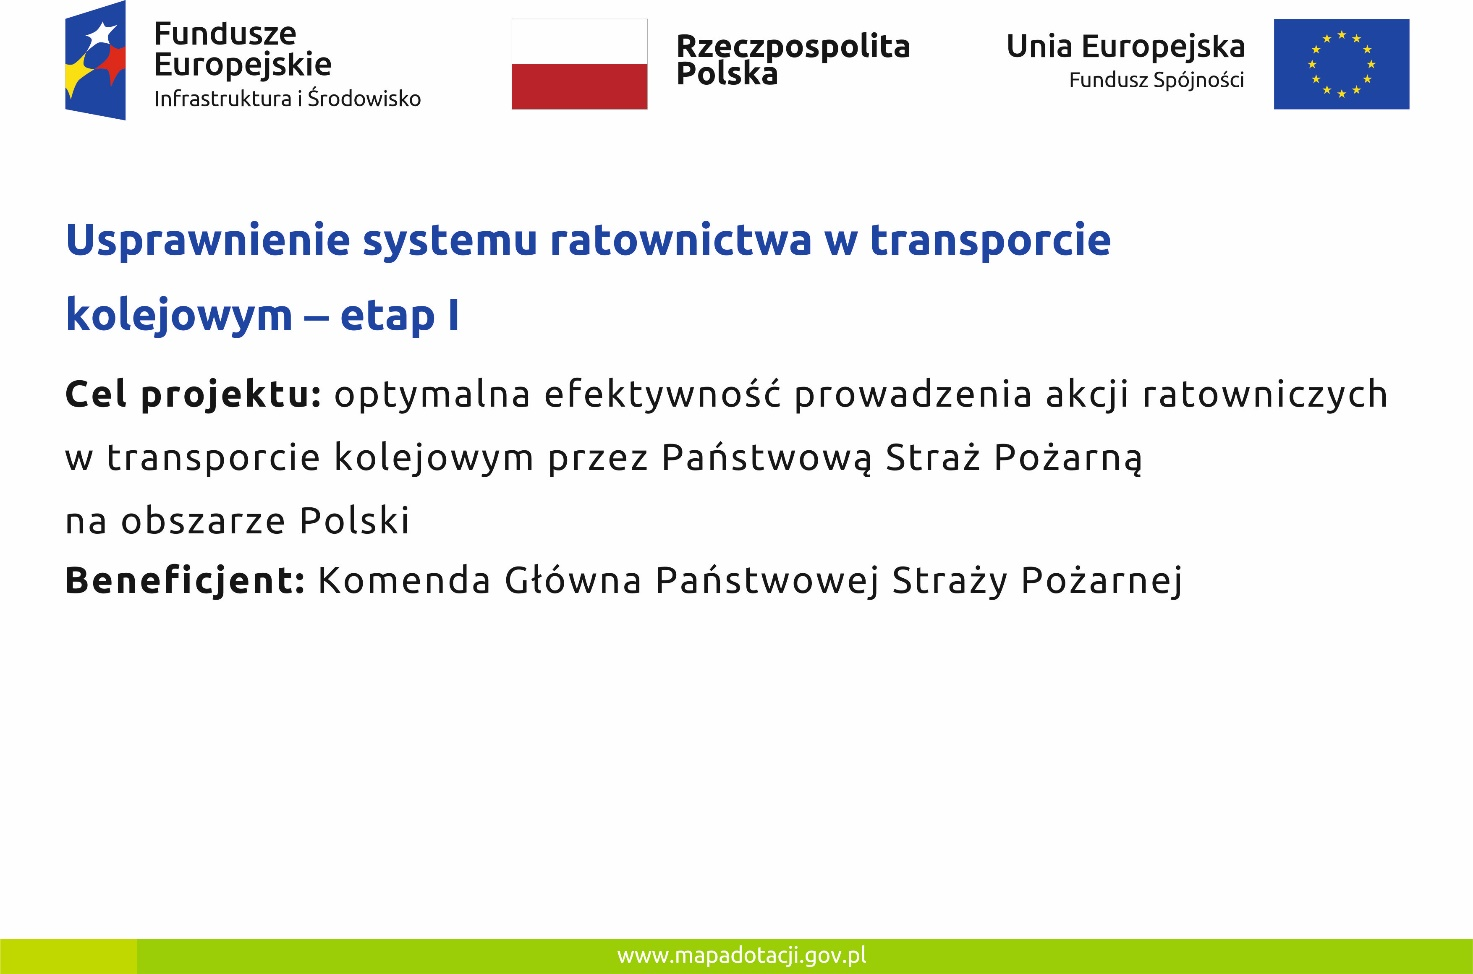 Fundusze
Europejskie
Infrastruktura i Środowisko
Rzeczpospolita
Polska
Unia Europejska
Fundusz Spójności
Usprawnienie systemu ratownictwa w transporcie
kolejowym – etap I
Cel projektu: optymalna efektywność prowadzenia akcji ratowniczych
w transporcie kolejowym przez Państwową Straż Pożarną
na obszarze Polski
Beneficjent: Komenda Główna Państwowej Straży Pożarnej
www.mapadotacji.gov.pl